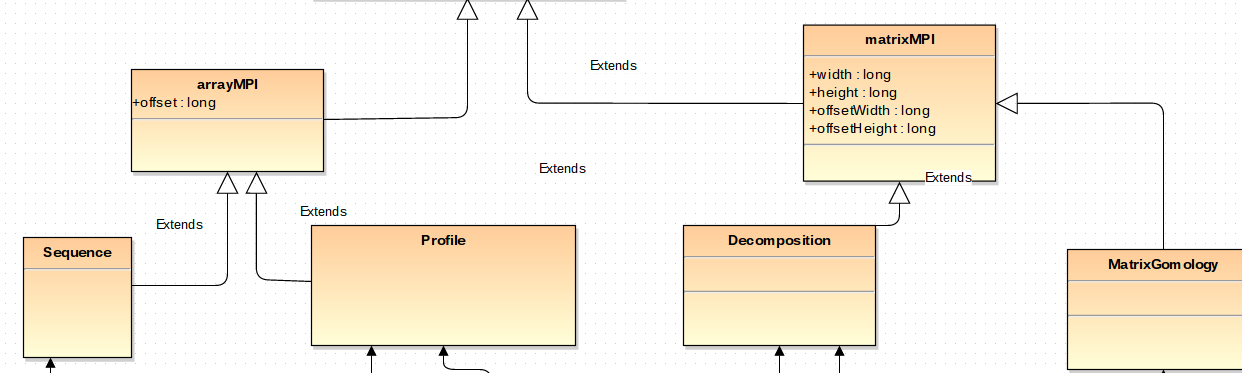 matrixMPI
+width : long
+height : long
+offsetWidth : long
+offsetHeight : long
Extends
arrayMPI
+offset : long
Extends
Extends
Extends
Extends
Sequence
Profile
Decomposition
MatrixGomology